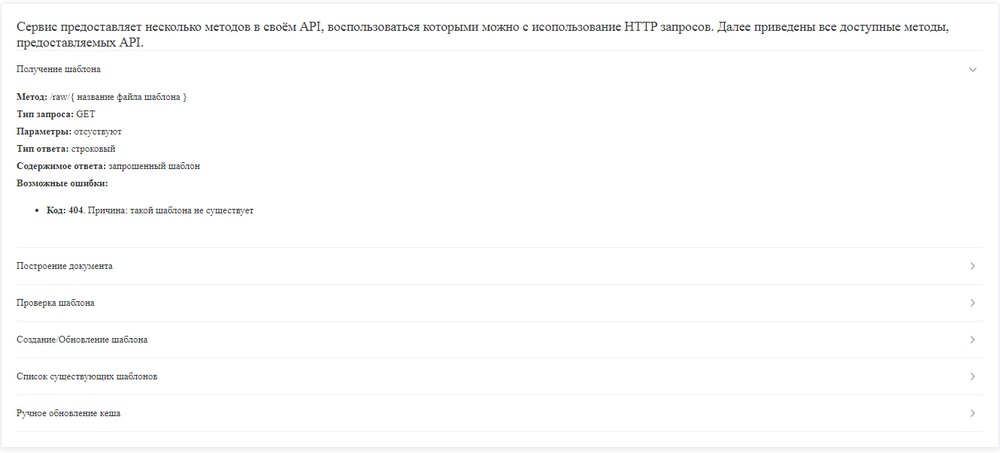 Сервис предоставляет несколько методов в своём API, воспользоваться которыми можно с исопользование HTTP запросов. Далее приведены все доступные методы,
предоставляемых API.
Получение шаблона
Метод: /raw/{ название файла шаблона }
Тип запроса: GET
Параметры: отсуствуют
Тип ответа: строковый
Содержимое ответа: запрошенный шаблон
Возможные ошибки:
• Код: 404. Причина: такой шаблона не существует
Построение документа
Проверка шаблона
Создание/Обновление шаблона
Список существующих шаблонов
Ручное обновление кеша